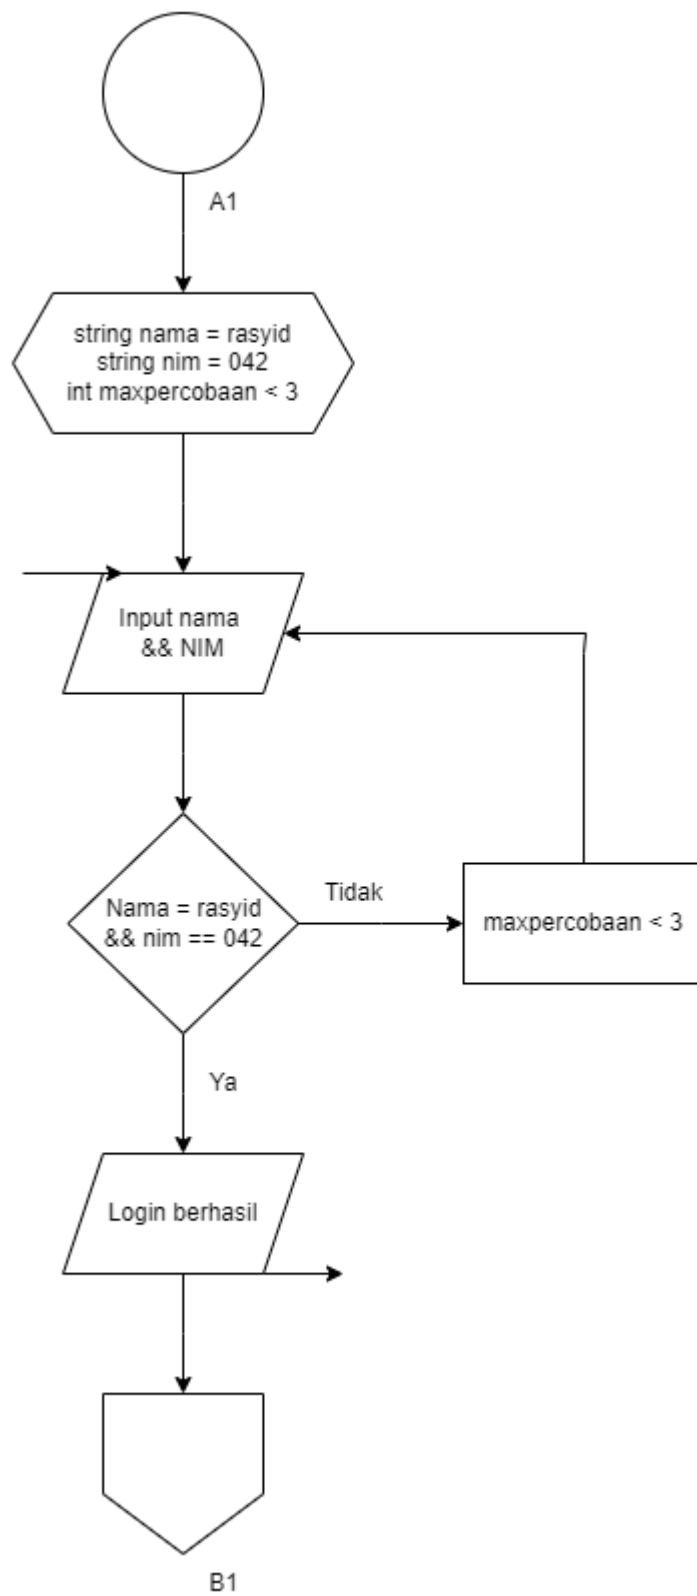 A1
string nama = rasyid
string nim = 042
int maxpercobaan < 3
Input nama
&& NIM
Nama = rasyid
&& nim == 042
Tidak
maxpercobaan < 3
Ya
Login berhasil
B1